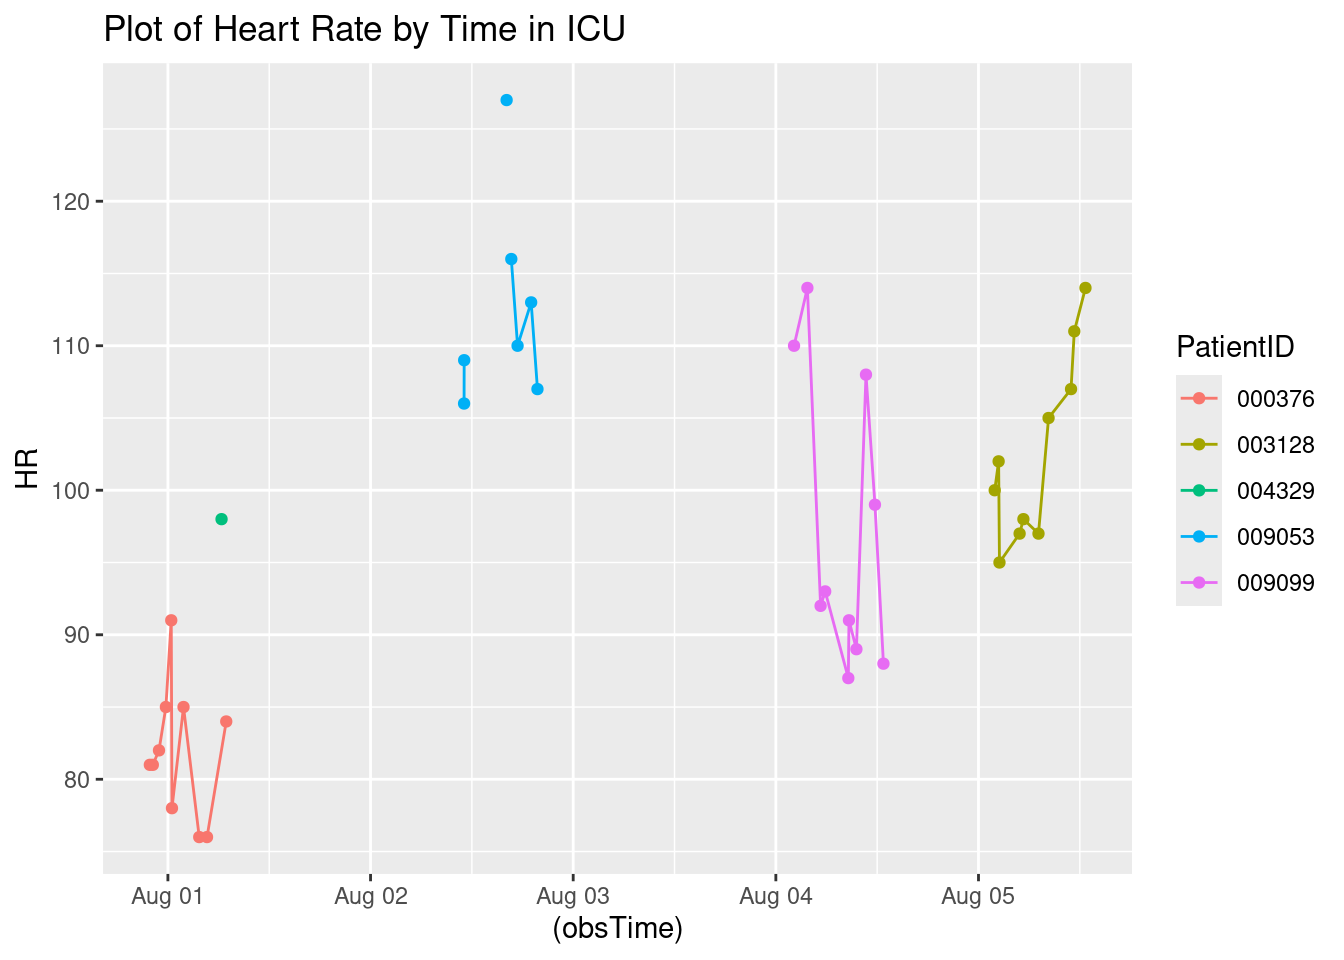 Plot of Heart Rate by Time in ICU
HR
120
110
100
90
80
Aug 01
Aug 02
Aug 03
Aug 04
Aug 05
(obsTime)
PatientID
000376
003128
004329
009053
009099